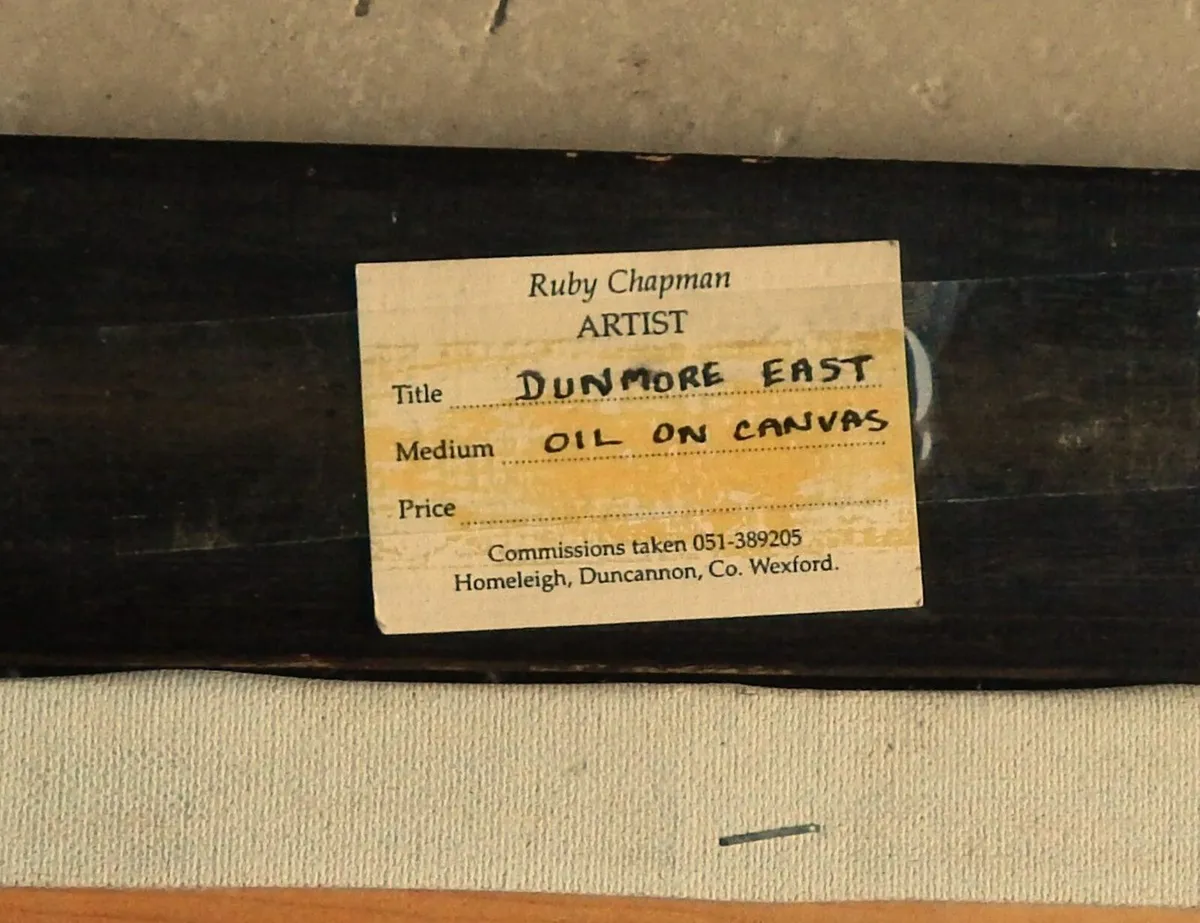 Ruby Chapman
ARTIST
Title DUNMORE EAST
Medium OIL ON CANVAS
Price
Commissions taken 051-389205
Homeleigh, Duncannon, Co. Wexford.